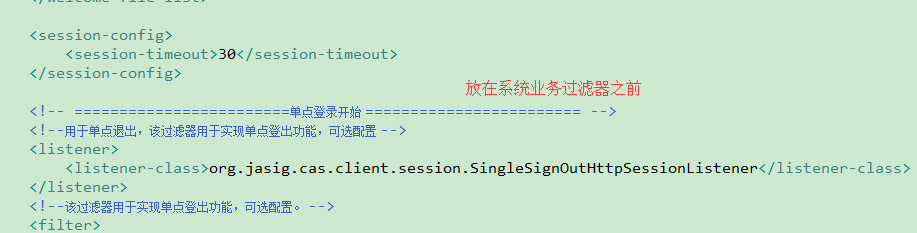 </welcome-file-list>
<session-config>
<session-timeout>30</session-timeout>
</session-config>
放在系统业务过滤器之前
<!-- ========================单点登录开始 ======================== -->
<!--用于单点退出，该过滤器用于实现单点登出功能，可选配置 -->
<listener>
<listener-class>org.jasig.cas.client.session.SingleSignOutHttpSessionListener</listener-class>
</listener>
<!--该过滤器用于实现单点登出功能，可选配置。 -->
<filter>